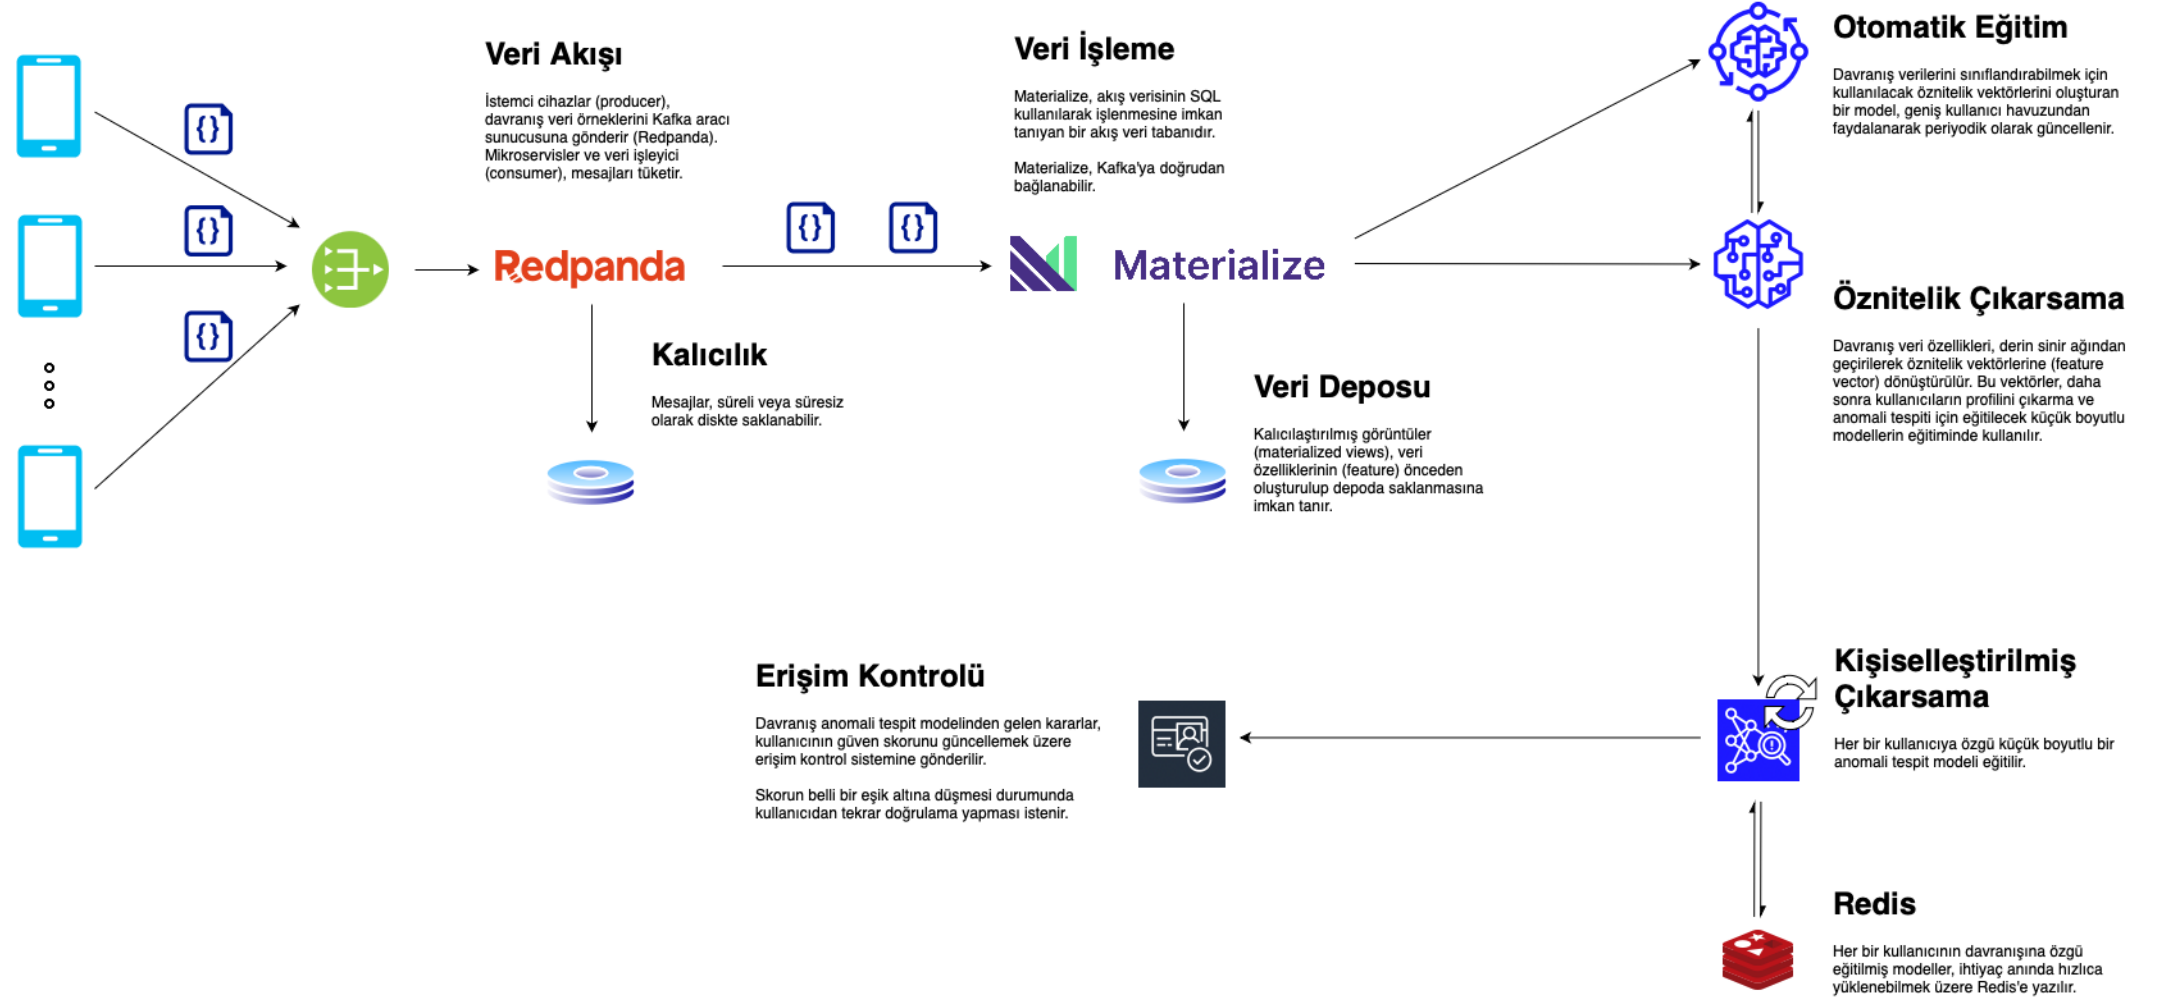 Veri Akışı
İstemci cihazlar (producer),
davranış veri örneklerini Kafka aracı
sunucusuna gönderir (Redpanda).
Mikroservisler ve veri işleyici
(consumer), mesajları tüketir.
{}
{}
{}
Redpanda
Kalıcılık
Mesajlar, süreli veya süresiz
olarak diskte saklanabilir.
{}
{}
Veri İşleme
Materialize, akış verisinin SQL
kullanılarak işlenmesine imkan
tanıyan bir akış veri tabanıdır.
Materialize, Kafka'ya doğrudan
bağlanabilir.
Materialize
Veri Deposu
Kalıcılaştırılmış görüntüler
(materialized views), veri
özelliklerinin (feature) önceden
oluşturulup depoda saklanmasına
imkan tanır.
Otomatik Eğitim
Davranış verilerini sınıflandırabilmek için
kullanılacak öznitelik vektörlerini oluşturan
bir model, geniş kullanıcı havuzundan
faydalanarak periyodik olarak güncellenir.
Öznitelik Çıkarsama
Davranış veri özellikleri, derin sinir ağından
geçirilerek öznitelik vektörlerine (feature
vector) dönüştürülür. Bu vektörler, daha
sonra kullanıcıların profilini çıkarma ve
anomali tespiti için eğitilecek küçük boyutlu
modellerin eğitiminde kullanılır.
Kişiselleştirilmiş
Çıkarsama
Her bir kullanıcıya özgü küçük boyutlu bir
anomali tespit modeli eğitilir.
Erişim Kontrolü
Davranış anomali tespit modelinden gelen kararlar,
kullanıcının güven skorunu güncellemek üzere
erişim kontrol sistemine gönderilir.
Skorun belli bir eşik altına düşmesi durumunda
kullanıcıdan tekrar doğrulama yapması istenir.
Redis
Her bir kullanıcının davranışına özgü
eğitilmiş modeller, ihtiyaç anında hızlıca
yüklenebilmek üzere Redis'e yazılır.